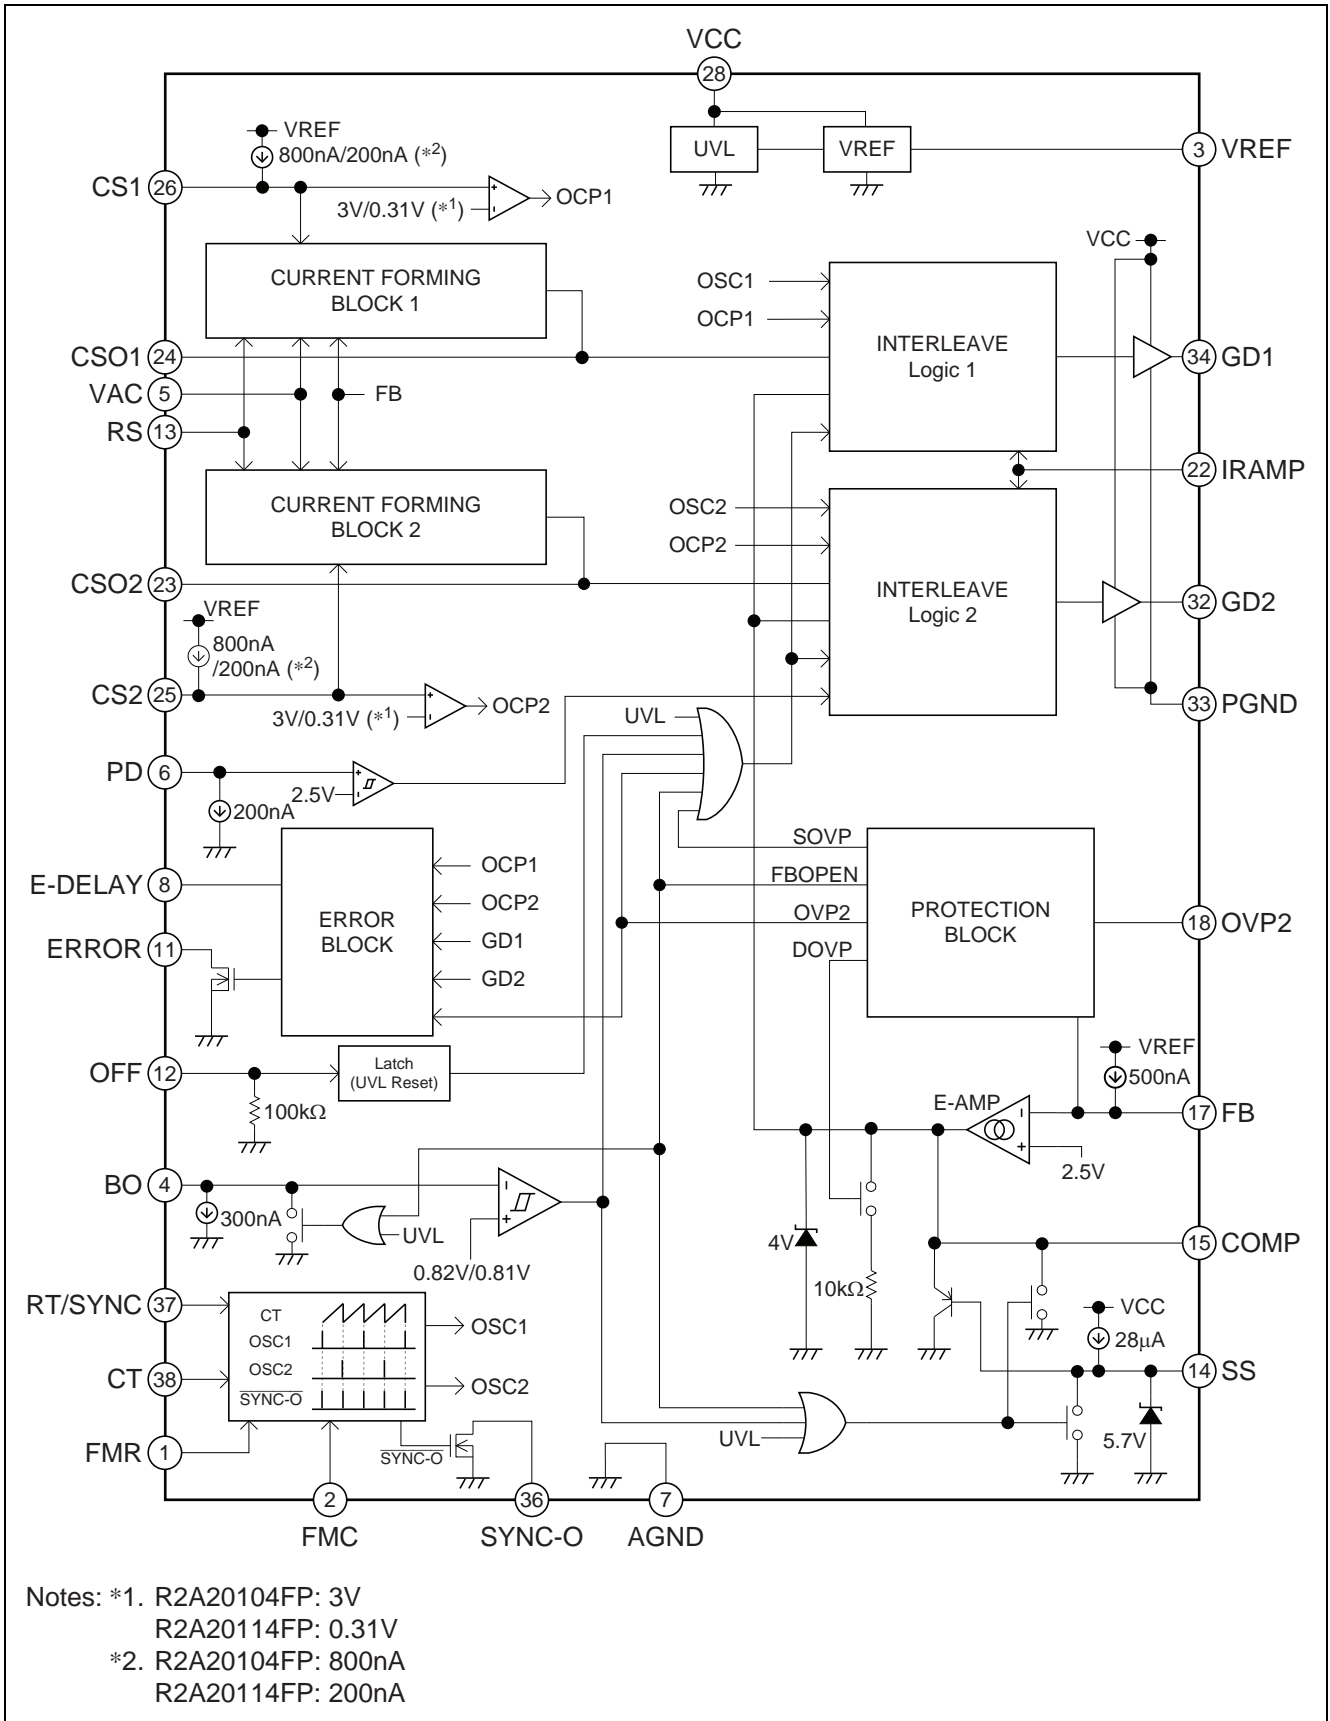 VCC
28
VREF
800nA/200nA (*2)
UVL
VREF
3
VREF
CS1
26
3V/0.31V (*1)
+
-
OCP1
VCC
CURRENT FORMING
BLOCK 1
OSC1
OCP1
INTERLEAVE
Logic 1
CSO1
24
34
GD1
VAC
5
FB
RS
13
22
IRAMP
CURRENT FORMING
BLOCK 2
OSC2
OCP2
INTERLEAVE
Logic 2
CSO2
23
32
GD2
VREF
800nA
/200nA (*2)
CS2
25
3V/0.31V (*1)
+
-
OCP2
33
PGND
UVL
PD
6
+
-
2.5V
200nA
SOVP
FBOPEN
OVP2
DOVP
PROTECTION
BLOCK
18
OVP2
E-DELAY
8
ERROR
BLOCK
OCP1
OCP2
GD1
GD2
ERROR
11
OFF
12
Latch
(UVL Reset)
100kΩ
VREF
500nA
E-AMP
-
+
17
FB
2.5V
BO
4
300nA
UVL
-
+
0.82V/0.81V
4V
10kΩ
15
COMP
RT/SYNC
37
CT
OSC1
OSC2
SYNC-O
OSC1
OSC2
VCC
28μA
CT
38
14
SS
UVL
5.7V
FMR
1
SYNC-O
2
FMC
36
SYNC-O
7
AGND
Notes: *1. R2A20104FP: 3V
R2A20114FP: 0.31V
*2. R2A20104FP: 800nA
R2A20114FP: 200nA